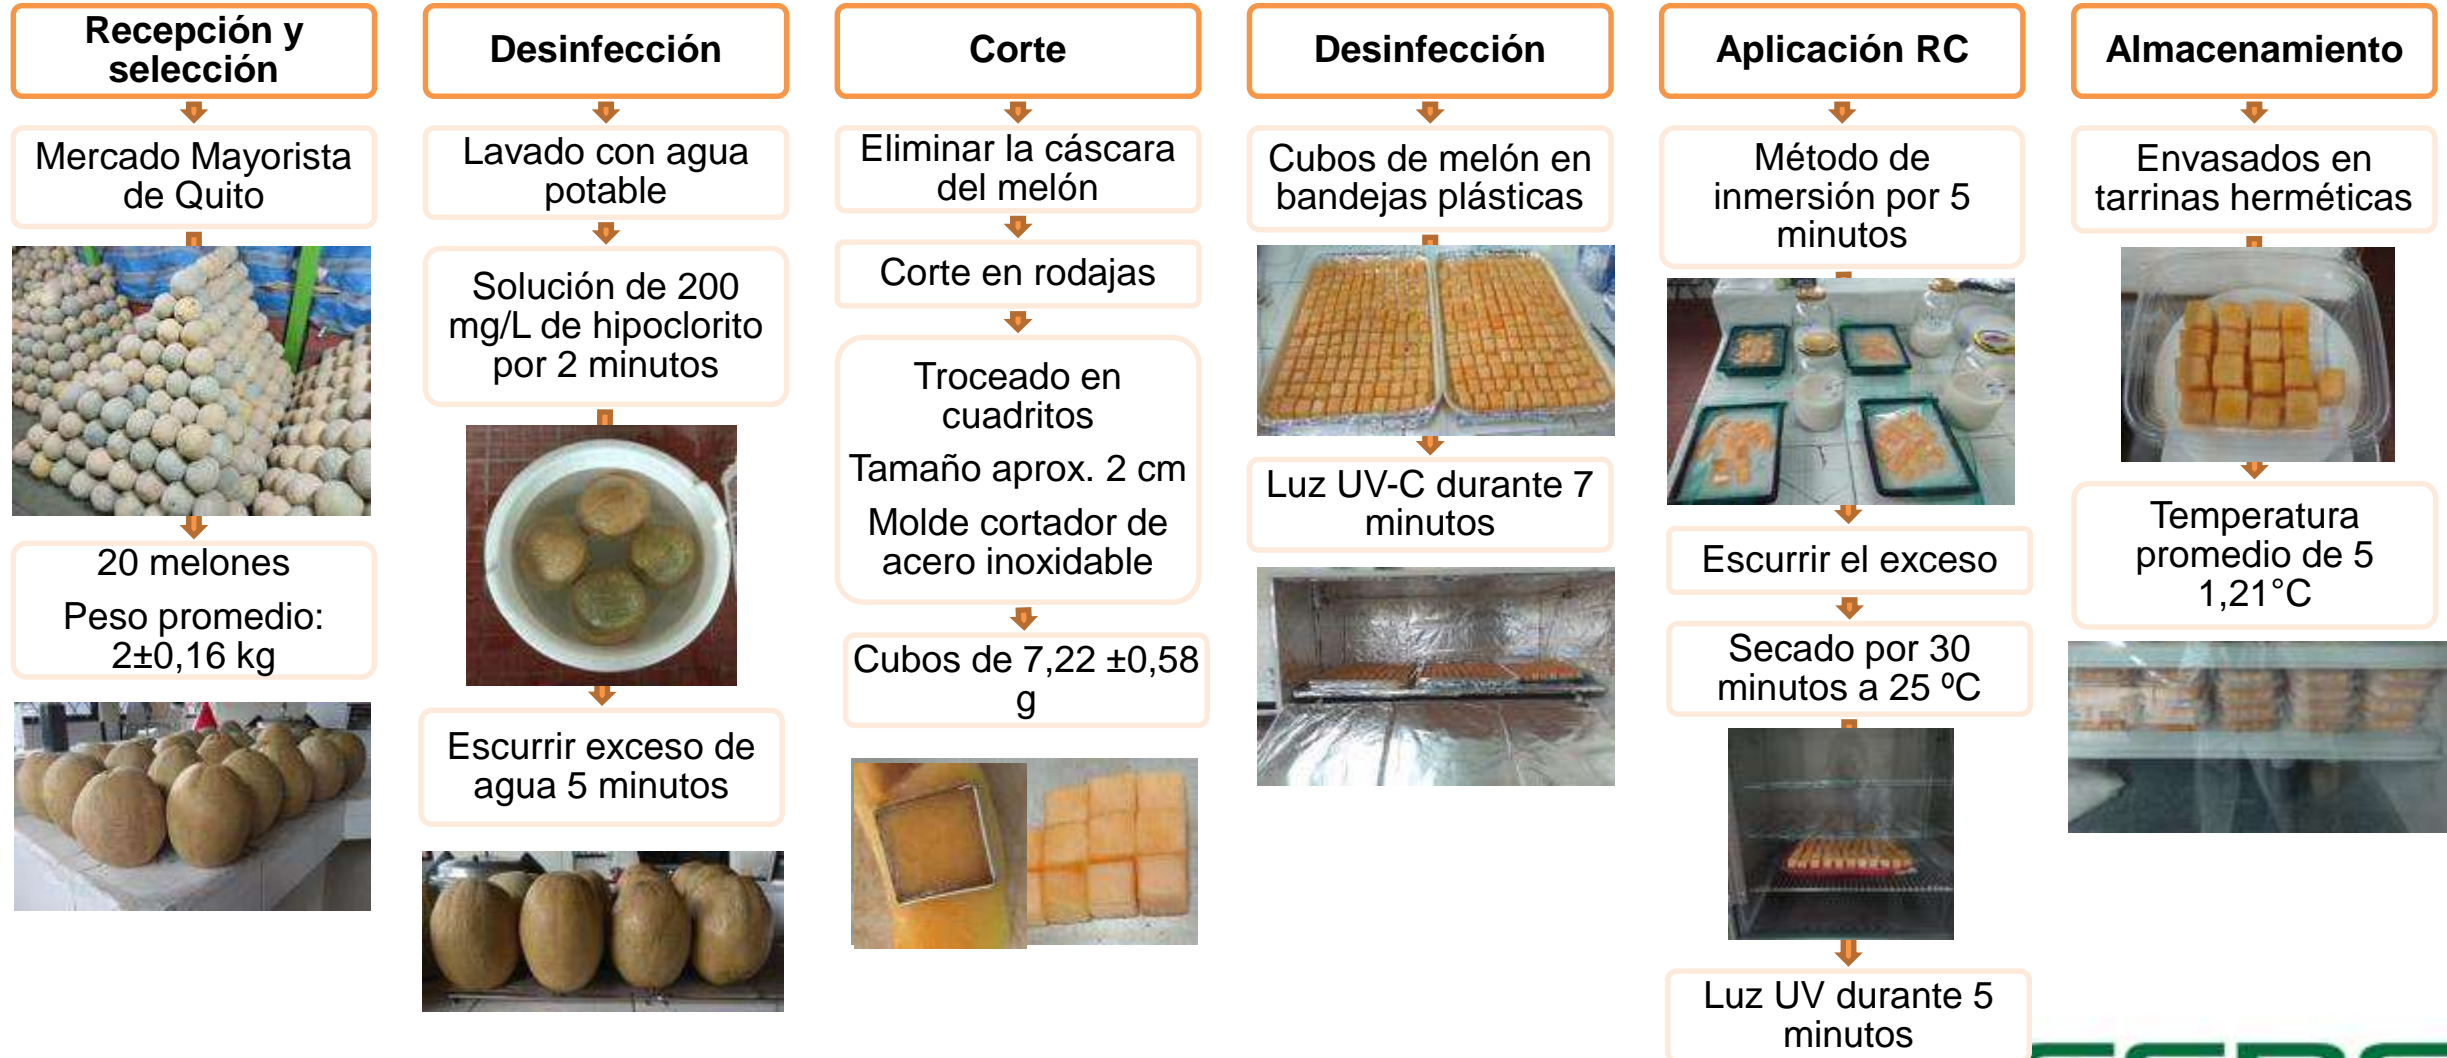 Recepción y
selección
Mercado Mayorista
de Quito
20 melones
Peso promedio:
2±0,16 kg
Desinfección
Lavado con agua
potable
Solución de 200
mg/L de hipoclorito
por 2 minutos
Escurrir exceso de
agua 5 minutos
Corte
Eliminar la cáscara
del melón
Corte en rodajas
Troceado en
cuadritos
Tamaño aprox. 2 cm
Molde cortador de
acero inoxidable
Cubos de 7,22 ±0,58
g
Desinfección
Cubos de melón en
bandejas plásticas
Luz UV-C durante 7
minutos
Aplicación RC
Método de
inmersión por 5
minutos
Escurrir el exceso
Secado por 30
minutos a 25 ºC
Luz UV durante 5
minutos
Almacenamiento
Envasados en
tarrinas herméticas
Temperatura
promedio de 5
1,21°C